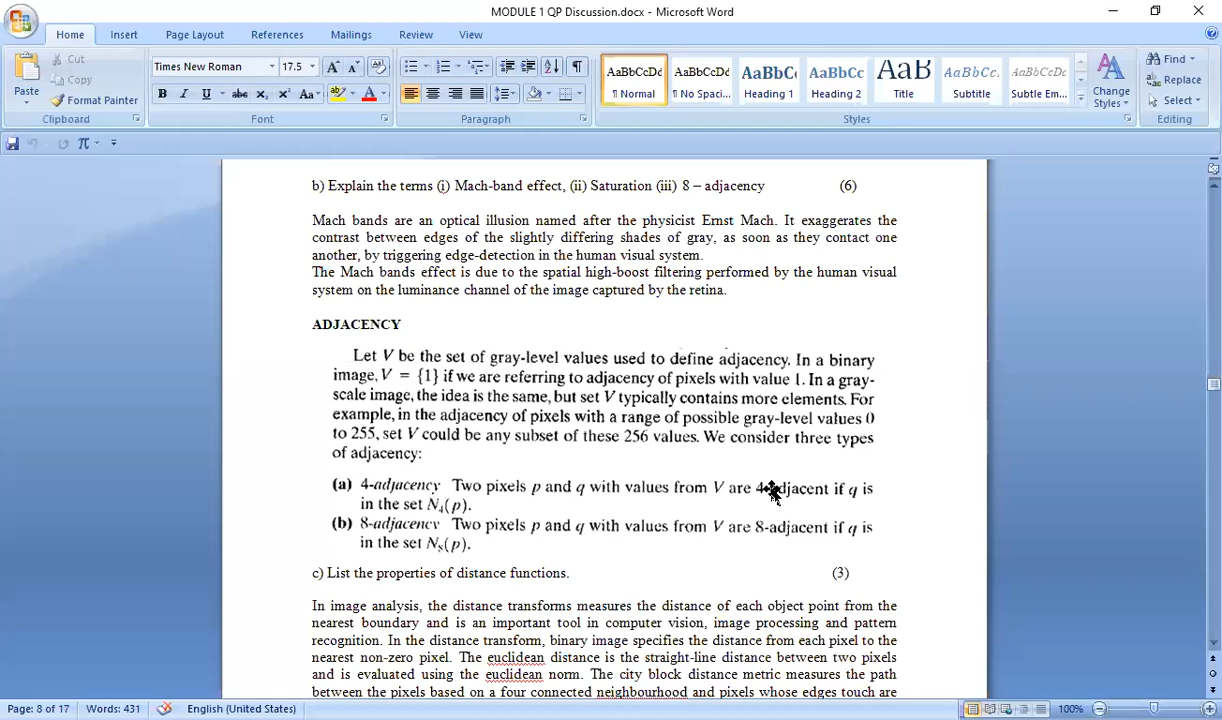 MODULE 1 QP Discussion.docx - Microsoft Word
Home Insert Page Layout References Mailings Review View
Paste
Cut
Copy
Format Painter
Clipboard
Times New Roman 17.5
B I U abc X₂ X² Aa
Font
Paragraph
AaBbCcDc AaBbCcDc AaBbC AaBbCc AaB AaBbCc. AaBbCcDc
¶ Normal ¶ No Spaci... Heading 1 Heading 2 Title Subtitle Subtle Em...
Change
Styles
Styles
Find
Replace
Select
Editing
b) Explain the terms (i) Mach-band effect, (ii) Saturation (iii) 8 – adjacency (6)
Mach bands are an optical illusion named after the physicist Ernst Mach. It exaggerates the
contrast between edges of the slightly differing shades of gray, as soon as they contact one
another, by triggering edge-detection in the human visual system.
The Mach bands effect is due to the spatial high-boost filtering performed by the human visual
system on the luminance channel of the image captured by the retina.
ADJACENCY
Let V be the set of gray-level values used to define adjacency. In a binary
image, V = {1} if we are referring to adjacency of pixels with value 1. In a gray-
scale image, the idea is the same, but set V typically contains more elements. For
example, in the adjacency of pixels with a range of possible gray-level values 0
to 255, set V could be any subset of these 256 values. We consider three types
of adjacency:
(a) 4-adjacency Two pixels p and q with values from V are 4-adjacent if q is
in the set N₄(p).
(b) 8-adjacency Two pixels p and q with values from V are 8-adjacent if q is
in the set N₈(p).
c) List the properties of distance functions. (3)
In image analysis, the distance transforms measures the distance of each object point from the
nearest boundary and is an important tool in computer vision, image processing and pattern
recognition. In the distance transform, binary image specifies the distance from each pixel to the
nearest non-zero pixel. The euclidean distance is the straight-line distance between two pixels
and is evaluated using the euclidean norm. The city block distance metric measures the path
between the pixels based on a four connected neighbourhood and pixels whose edges touch are
Page: 8 of 17 Words: 431 English (United States) 100%